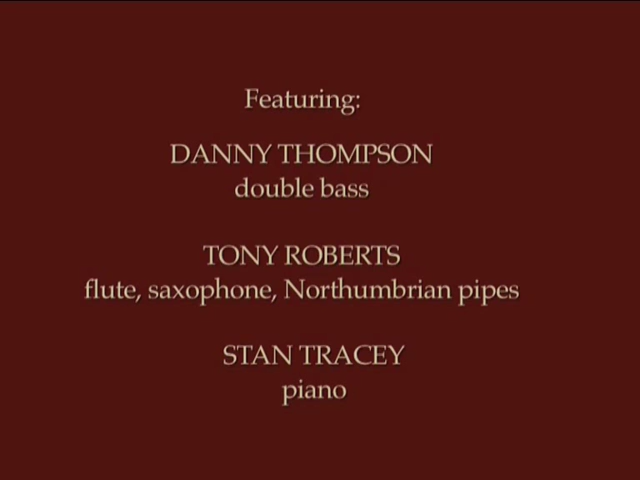 Featuring:
DANNY THOMPSON
double bass
TONY ROBERTS
flute, saxophone, Northumbrian pipes
STAN TRACEY
piano